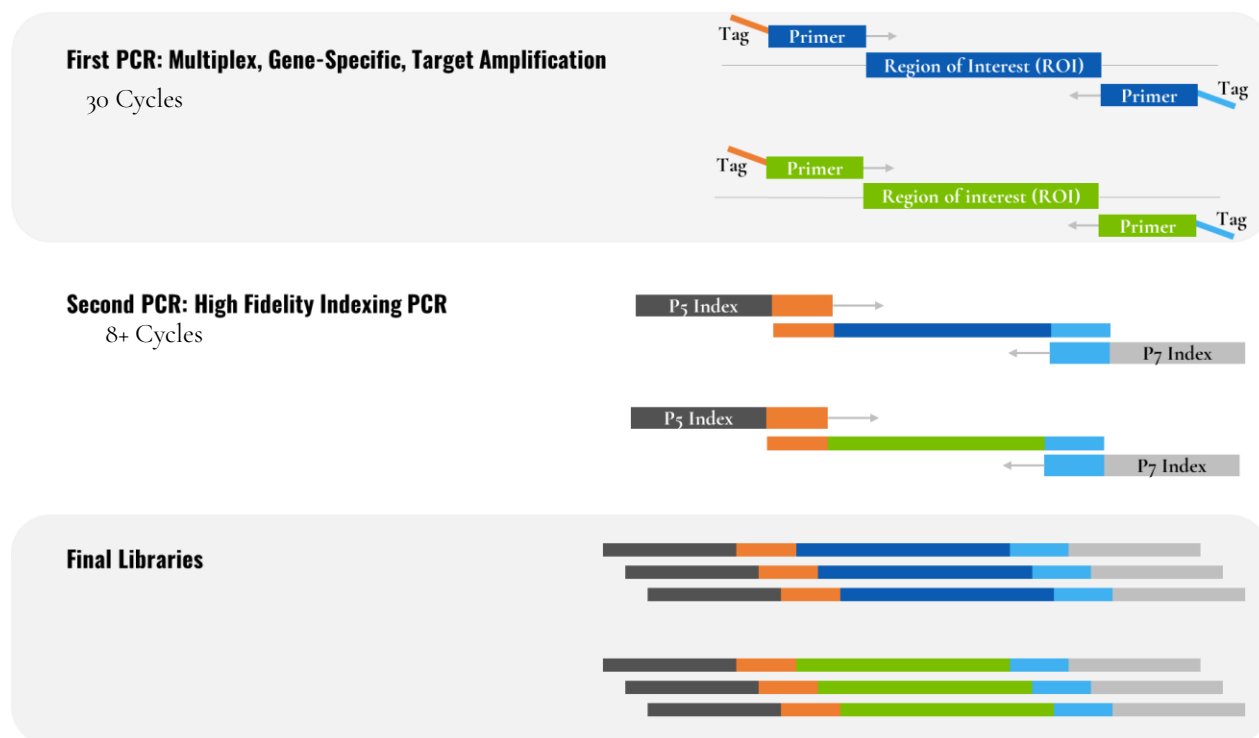 First PCR: Multiplex, Gene-Specific, Target Amplification
30 Cycles
Tag
Primer
Region of Interest (ROI)
Primer
Tag
Tag
Primer
Region of interest (ROI)
Primer
Tag
Second PCR: High Fidelity Indexing PCR
8+ Cycles
P5 Index
P7 Index
P5 Index
P7 Index
Final Libraries